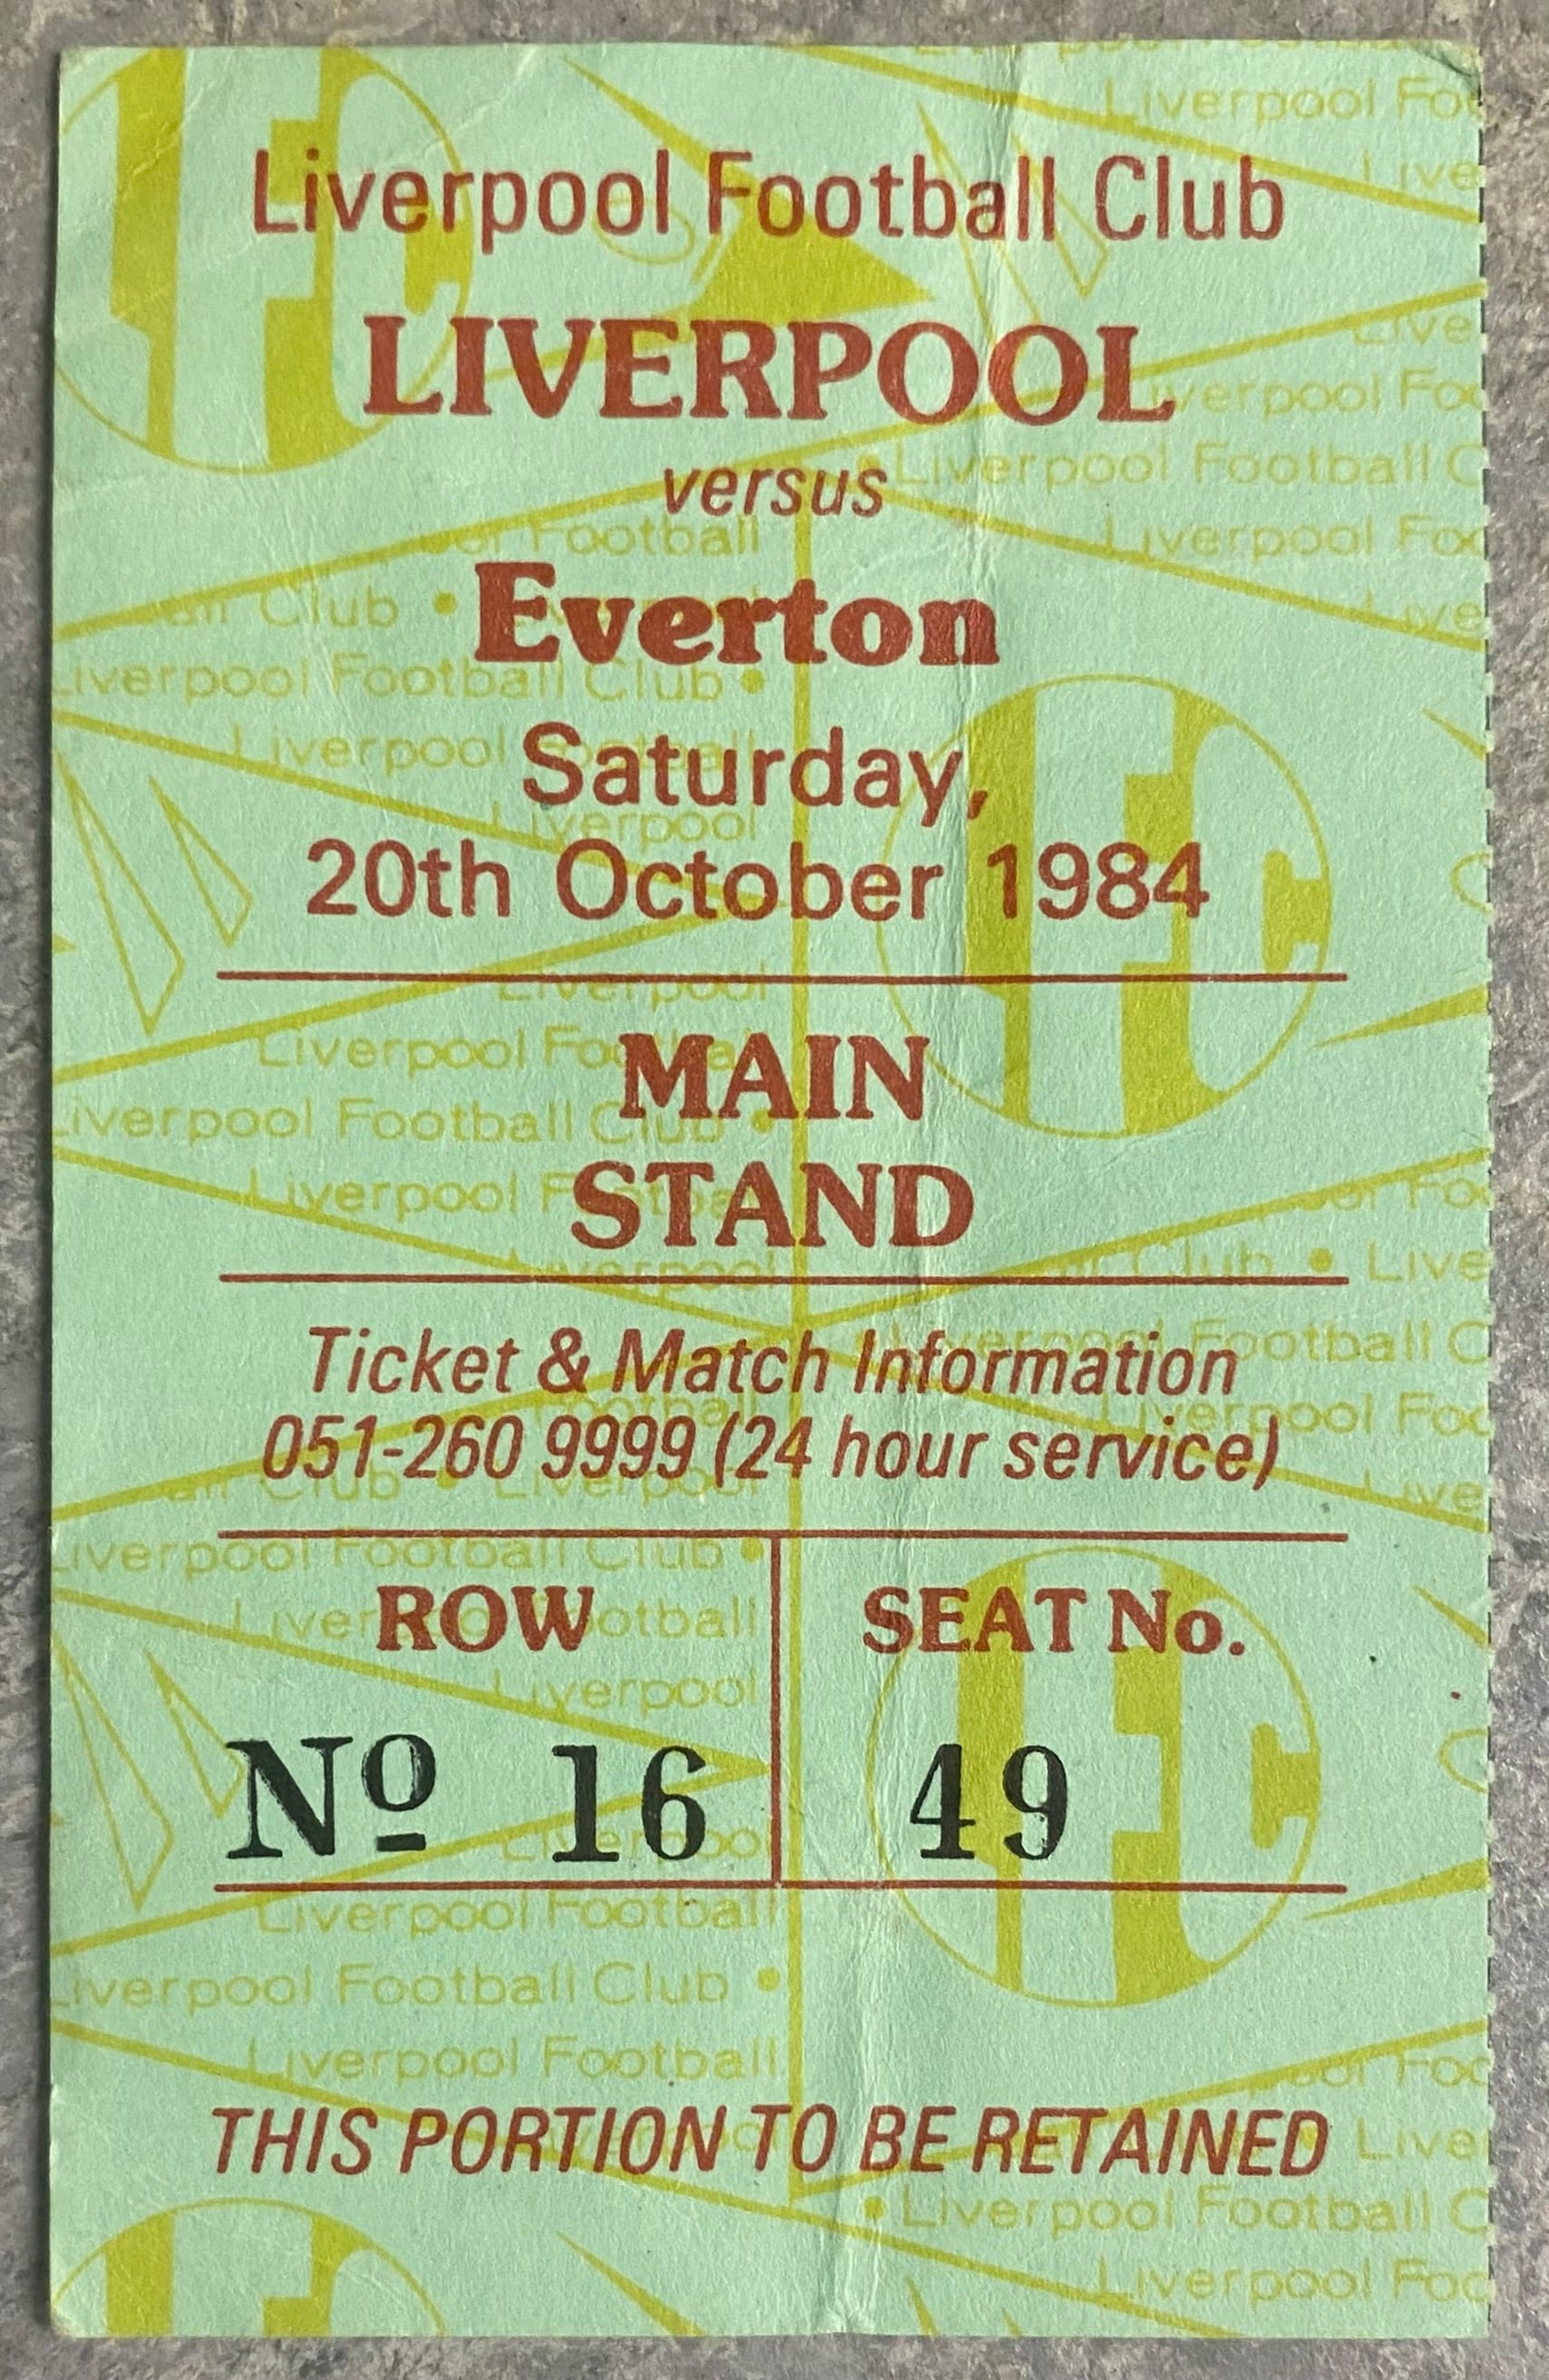 Liverpool Football Club
LIVERPOOL
versus
Everton
Saturday,
20th October 1984
MAIN
STAND
Ticket & Match Information
051-260 9999 (24 hour service)
ROW SEAT No.
Nº 16 49
THIS PORTION TO BE RETAINED